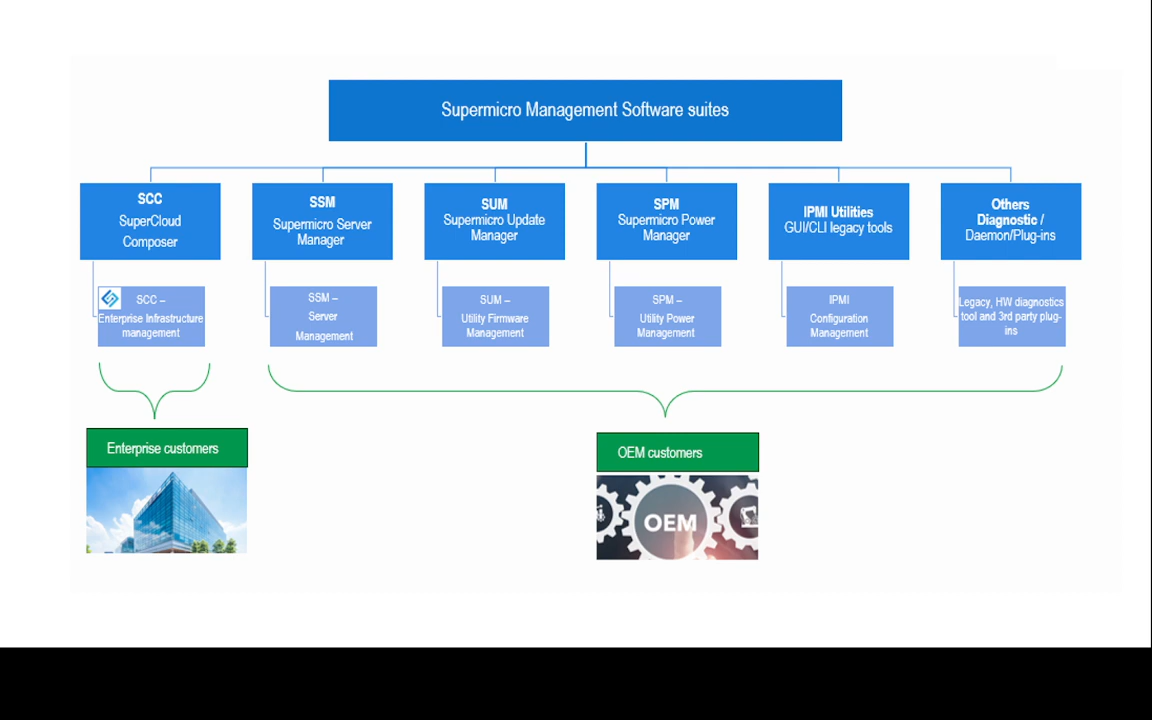 Supermicro Management Software suites
SCC
SuperCloud
Composer
SSM
Supermicro Server
Manager
SUM
Supermicro Update
Manager
SPM
Supermicro Power
Manager
IPMI Utilities
GUI/CLI legacy tools
Others
Diagnostic /
Daemon/Plug-ins
SCC –
Enterprise Infrastructure
management
SSM –
Server
Management
SUM –
Utility Firmware
Management
SPM –
Utility Power
Management
IPMI
Configuration
Management
Legacy, HW diagnostics
tool and 3rd party plug-
ins
Enterprise customers
OEM customers
OEM